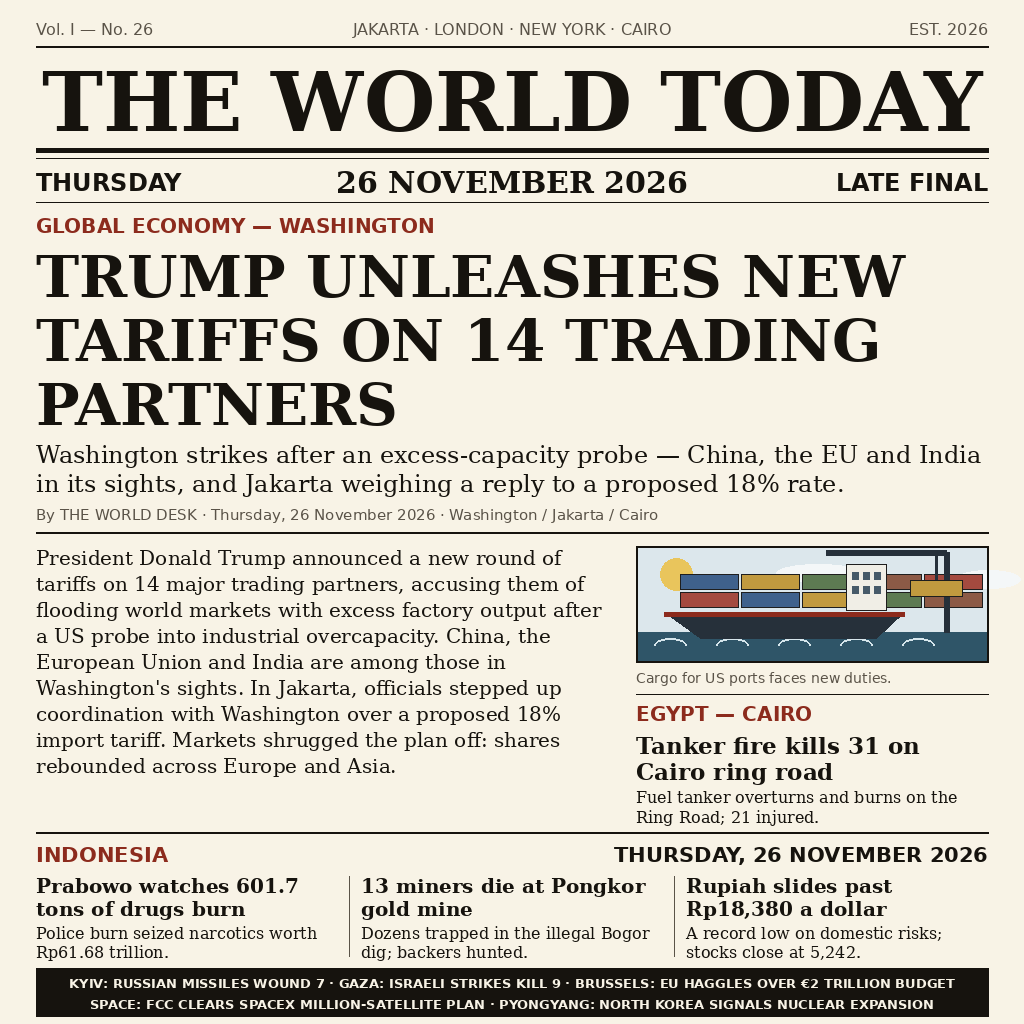 Vol. I — No. 26
JAKARTA · LONDON · NEW YORK · CAIRO
EST. 2026
THE WORLD TODAY
THURSDAY
26 NOVEMBER 2026
LATE FINAL
GLOBAL ECONOMY — WASHINGTON
TRUMP UNLEASHES NEW
TARIFFS ON 14 TRADING
PARTNERS
Washington strikes after an excess-capacity probe — China, the EU and India
in its sights, and Jakarta weighing a reply to a proposed 18% rate.
By THE WORLD DESK · Thursday, 26 November 2026 · Washington / Jakarta / Cairo
President Donald Trump announced a new round of
tariffs on 14 major trading partners, accusing them of
flooding world markets with excess factory output after
a US probe into industrial overcapacity. China, the
European Union and India are among those in
Washington's sights. In Jakarta, officials stepped up
coordination with Washington over a proposed 18%
import tariff. Markets shrugged the plan off: shares
rebounded across Europe and Asia.
Cargo for US ports faces new duties.
EGYPT — CAIRO
Tanker fire kills 31 on
Cairo ring road
Fuel tanker overturns and burns on the
Ring Road; 21 injured.
INDONESIA
THURSDAY, 26 NOVEMBER 2026
Prabowo watches 601.7
tons of drugs burn
Police burn seized narcotics worth
Rp61.68 trillion.
13 miners die at Pongkor
gold mine
Dozens trapped in the illegal Bogor
dig; backers hunted.
Rupiah slides past
Rp18,380 a dollar
A record low on domestic risks;
stocks close at 5,242.
KYIV: RUSSIAN MISSILES WOUND 7 · GAZA: ISRAELI STRIKES KILL 9 · BRUSSELS: EU HAGGLES OVER €2 TRILLION BUDGET
SPACE: FCC CLEARS SPACEX MILLION-SATELLITE PLAN · PYONGYANG: NORTH KOREA SIGNALS NUCLEAR EXPANSION